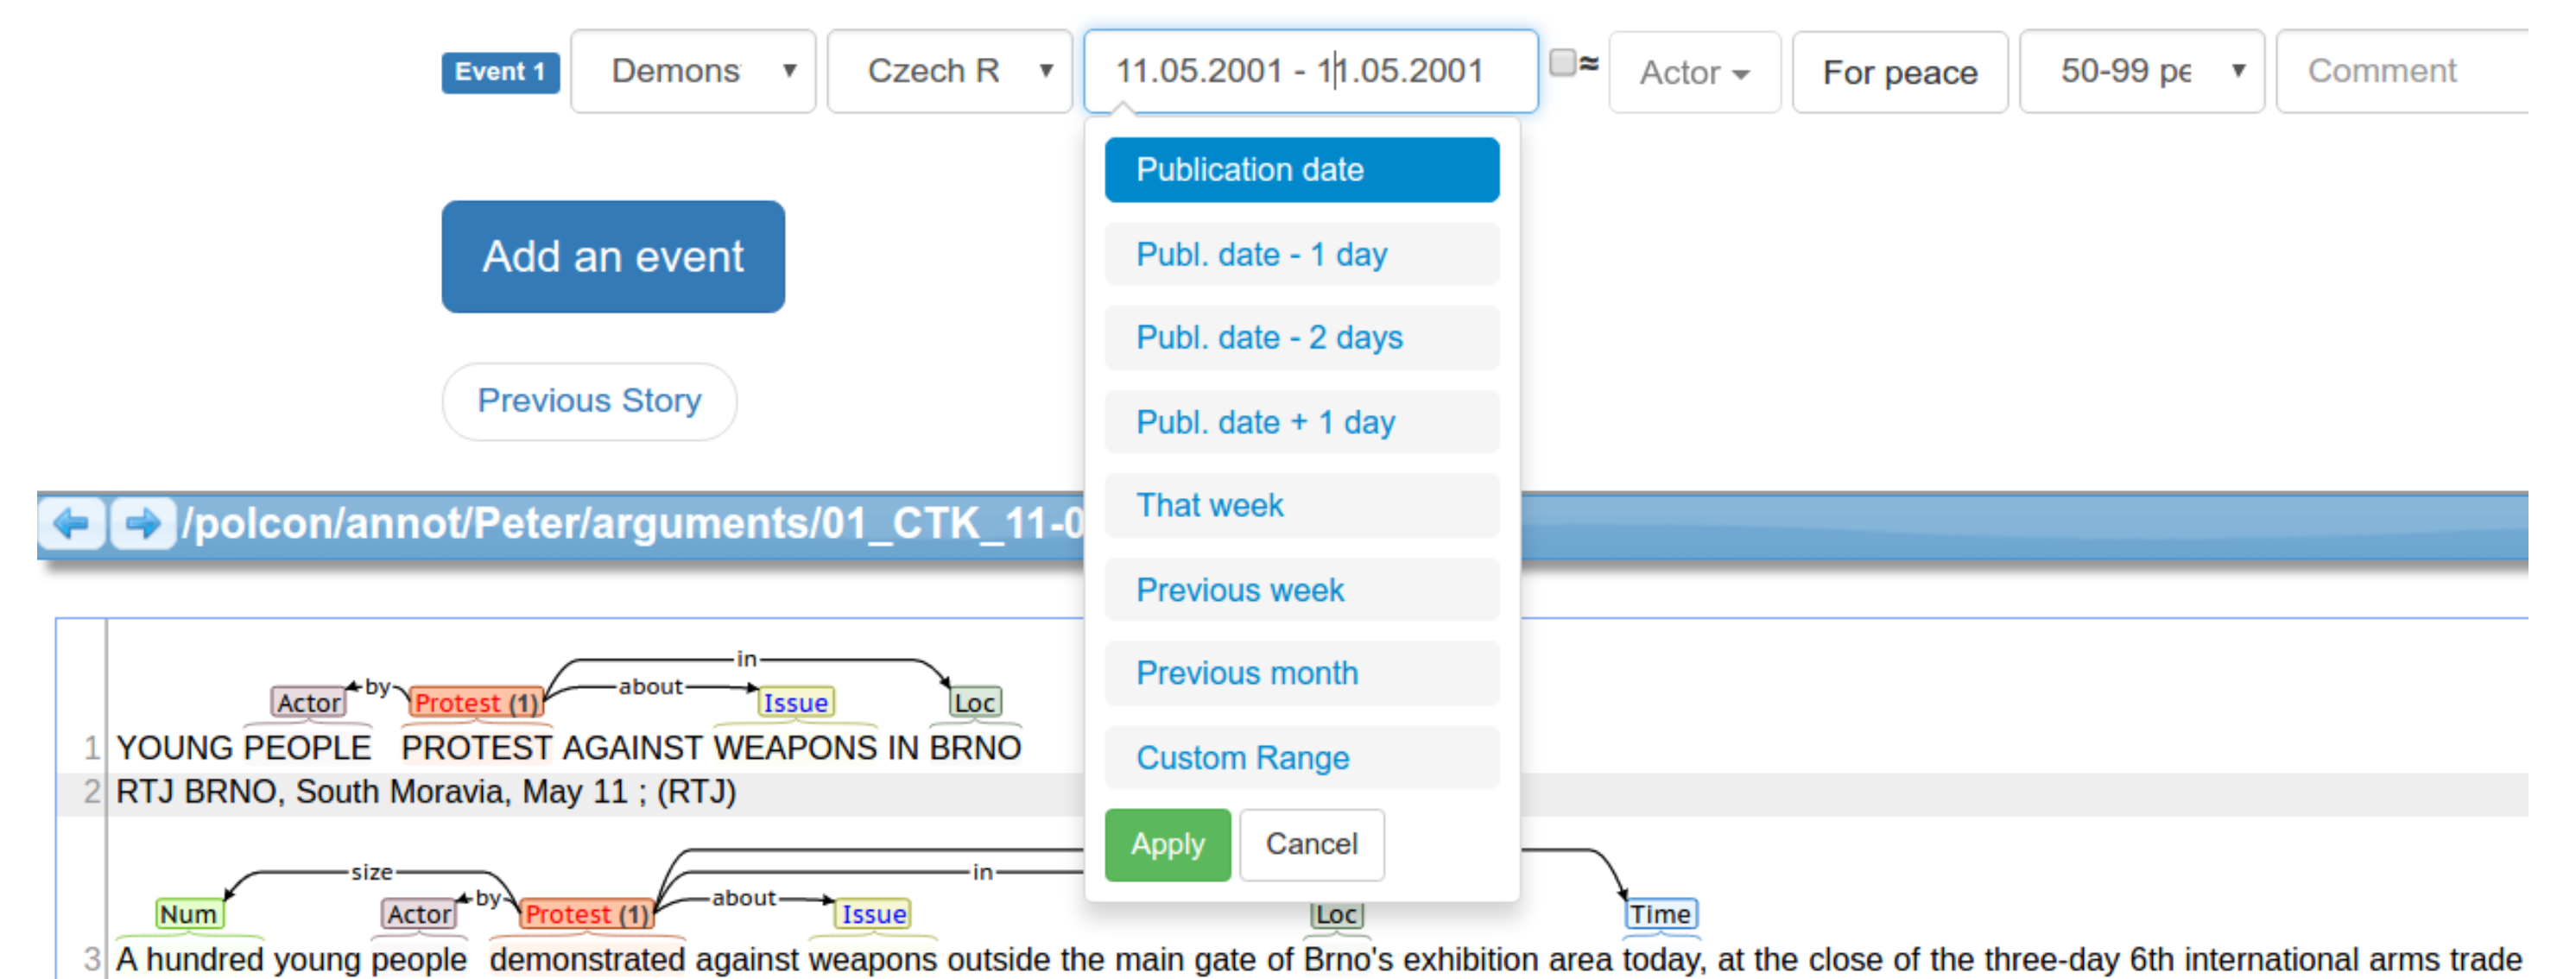 Event 1 Demons Czech R 11.05.2001 - 11.05.2001 ≈ Actor For peace 50-99 pe Comment
Publication date
Add an event
Publ. date - 1 day
Publ. date - 2 days
Previous Story
Publ. date + 1 day
That week
/polcon/annot/Peter/arguments/01_CTK_11-0
Previous week
Previous month
Custom Range
in
by about
Actor Protest (1) Issue Loc
1 YOUNG PEOPLE PROTEST AGAINST WEAPONS IN BRNO
2 RTJ BRNO, South Moravia, May 11 ; (RTJ)
Apply Cancel
size in
by about
Num Actor Protest (1) Issue Loc Time
3 A hundred young people demonstrated against weapons outside the main gate of Brno's exhibition area today, at the close of the three-day 6th international arms trade